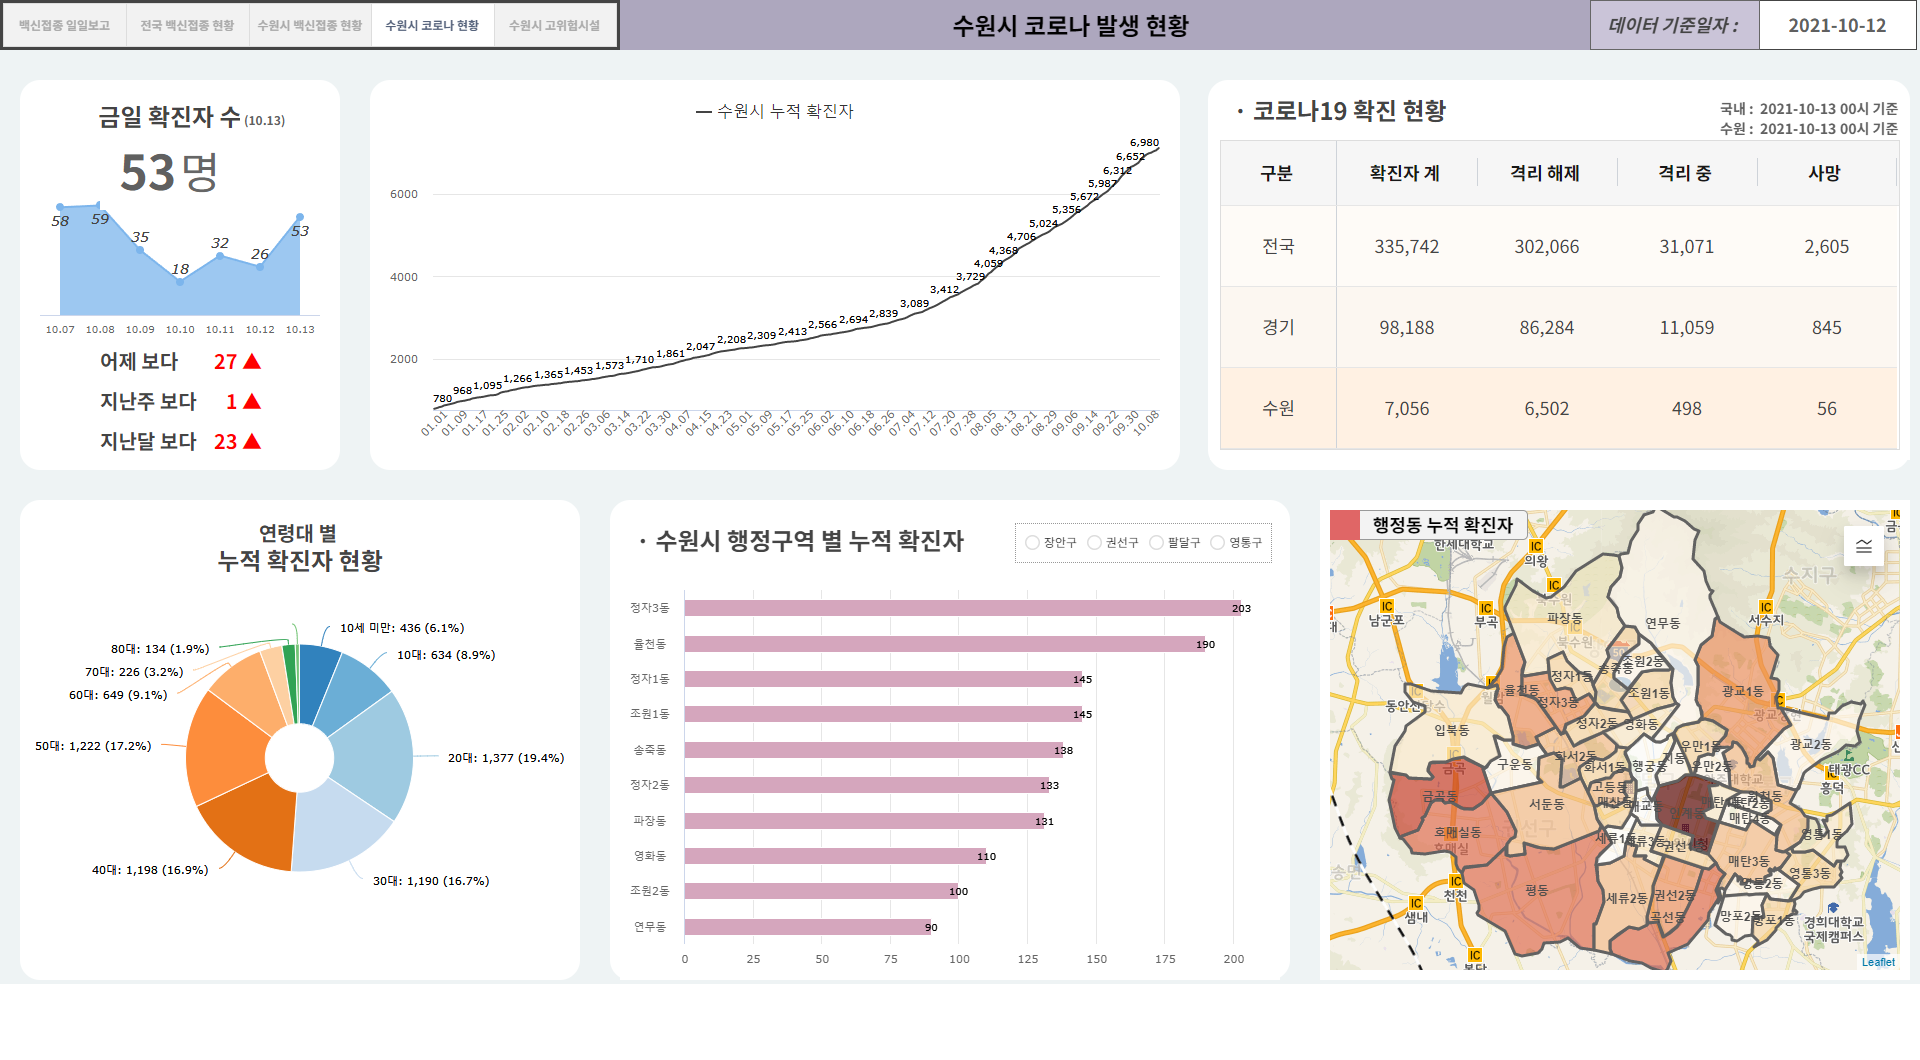 백신접종 일일보고
전국 백신접종 현황
수원시 백신접종 현황
수원시 코로나 현황
수원시 고위험시설
수원시 코로나 발생 현황
데이터 기준일자 :
2021-10-12
금일 확진자 수 (10.13)
53 명
58
59
35
18
32
26
53
10.07 10.08 10.09 10.10 10.11 10.12 10.13
어제 보다 27 ▲
지난주 보다 1 ▲
지난달 보다 23 ▲
수원시 누적 확진자
6000
4000
2000
780
968
1,095
1,266
1,365
1,453
1,573
1,710
1,861
2,047
2,208
2,309
2,413
2,566
2,694
2,839
3,089
3,412
3,729
4,059
4,368
4,706
5,024
5,356
5,672
5,987
6,312
6,652
6,980
01.01 01.09 01.17 01.25 02.02 02.10 02.18 02.26 03.06 03.14 03.22 03.30 04.07 04.15 04.23 05.01 05.09 05.17 05.25 06.02 06.10 06.18 06.26 07.04 07.12 07.20 07.28 08.05 08.13 08.21 08.29 09.06 09.14 09.22 09.30 10.08
· 코로나19 확진 현황
국내 : 2021-10-13 00시 기준
수원 : 2021-10-13 00시 기준
구분 확진자 계 격리 해제 격리 중 사망
전국 335,742 302,066 31,071 2,605
경기 98,188 86,284 11,059 845
수원 7,056 6,502 498 56
연령대 별
누적 확진자 현황
10세 미만: 436 (6.1%)
10대: 634 (8.9%)
20대: 1,377 (19.4%)
30대: 1,190 (16.7%)
40대: 1,198 (16.9%)
50대: 1,222 (17.2%)
60대: 649 (9.1%)
70대: 226 (3.2%)
80대: 134 (1.9%)
· 수원시 행정구역 별 누적 확진자
장안구 권선구 팔달구 영통구
정자3동 203
율천동 190
정자1동 145
조원1동 145
송죽동 138
정자2동 133
파장동 131
영화동 110
조원2동 100
연무동 90
0 25 50 75 100 125 150 175 200
행정동 누적 확진자
한세대학교
IC
의왕
IC
북수원
수지구
IC
남군포
IC
부곡
파장동
연무동
IC
서수지
북수원
조원2동
송죽동
정자1동
율천동
정자3동
조원1동
광교1동
동안산
정자2동
영화동
입북동
광교2동
우만1동
구운동
화서2동
화서1동
행궁동
지동
우만2동
태광CC
IC
흥덕
금곡
금곡동
고등동
서둔동
인계동
매탄4동
영통1동
호매실동
호매실
세류1동
세류3동
매탄3동
영통3동
영통2동
송면
IC
천천
평동
세류2동
권선2동
곡선동
IC
샘내
망포2동
망포1동
경희대학교
국제캠퍼스
IC
봉담
Leaflet